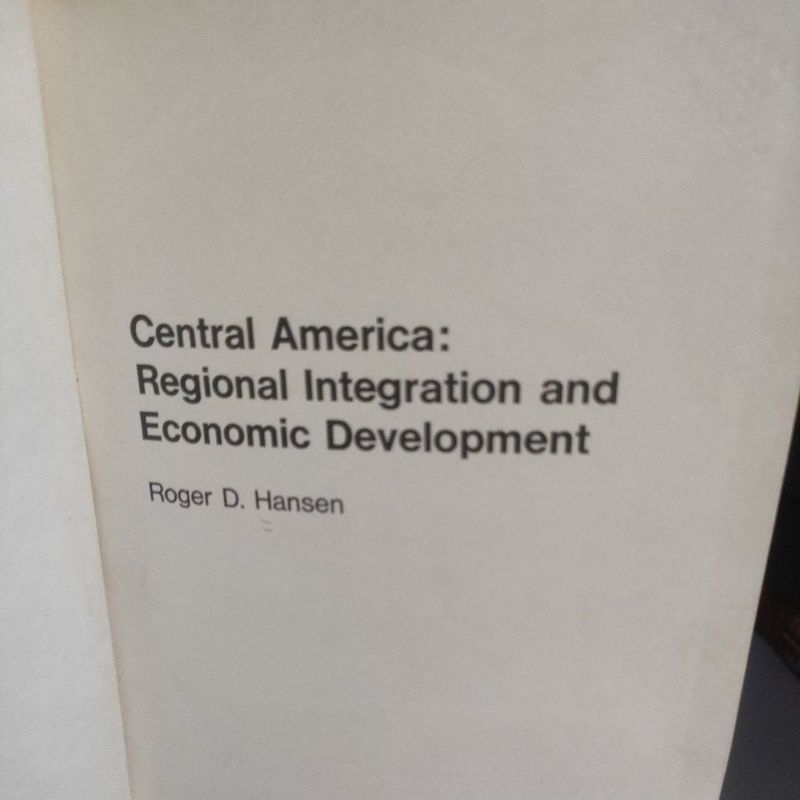 Central America:
Regional Integration and
Economic Development
Roger D. Hansen